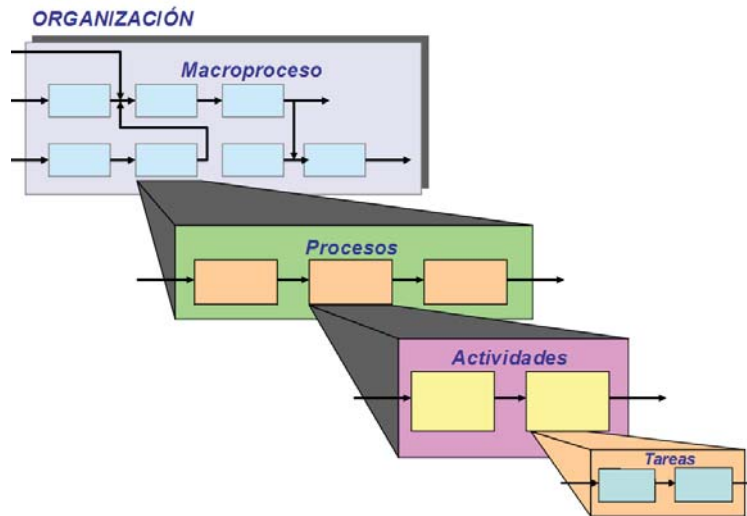 ORGANIZACIÓN
Macroproceso
Procesos
Actividades
Tareas